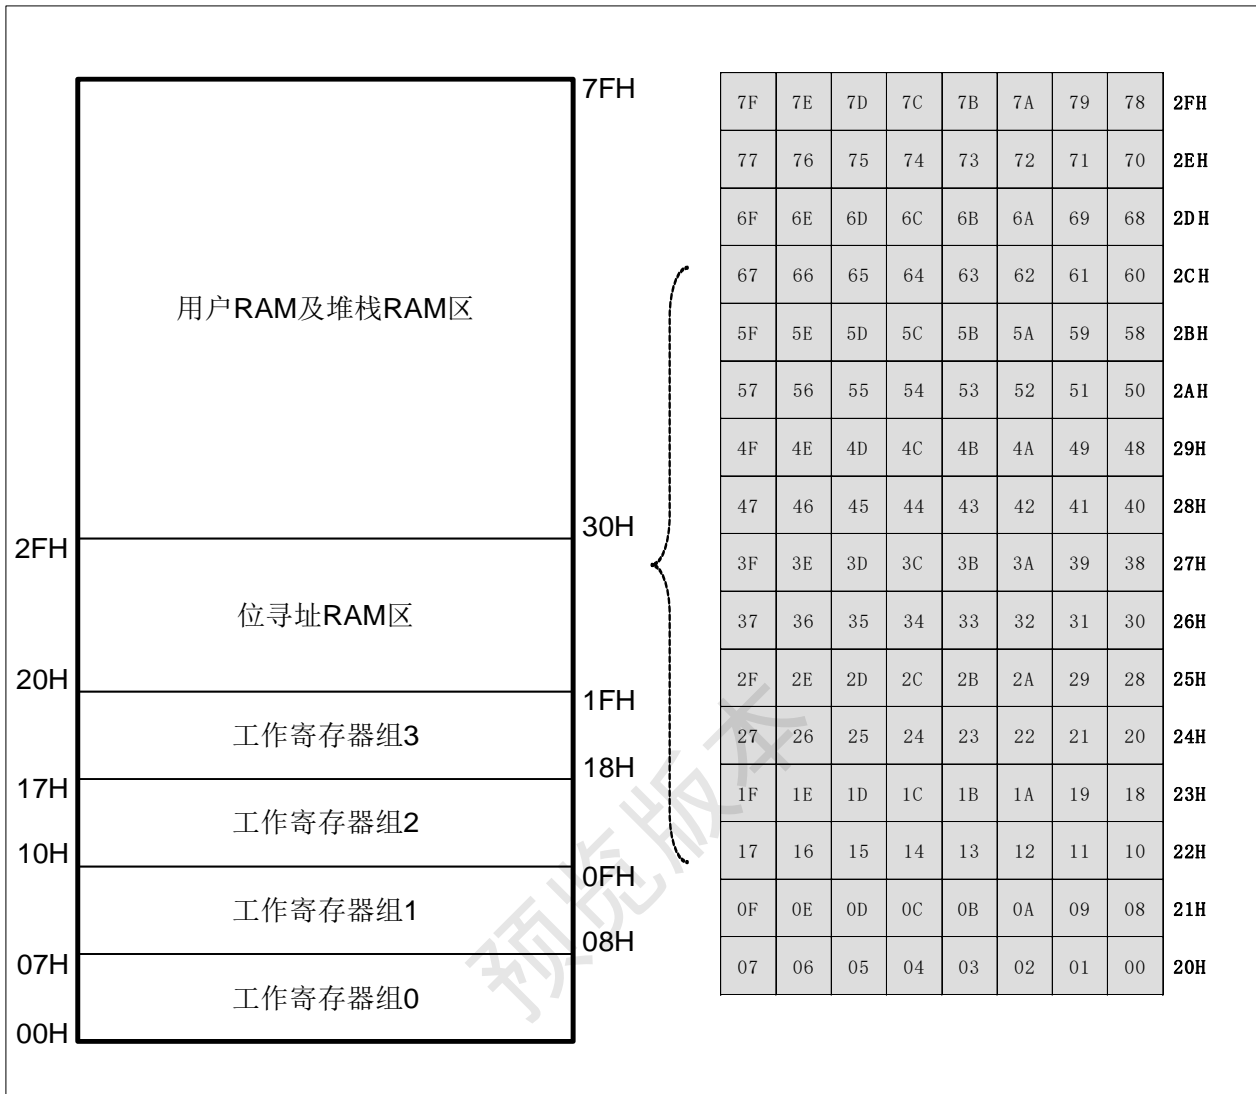 7FH
用户RAM及堆栈RAM区
30H
2FH
位寻址RAM区
20H
1FH
工作寄存器组3
18H
17H
工作寄存器组2
10H
0FH
工作寄存器组1
08H
07H
工作寄存器组0
00H
7F 7E 7D 7C 7B 7A 79 78 2FH
77 76 75 74 73 72 71 70 2EH
6F 6E 6D 6C 6B 6A 69 68 2DH
67 66 65 64 63 62 61 60 2CH
5F 5E 5D 5C 5B 5A 59 58 2BH
57 56 55 54 53 52 51 50 2AH
4F 4E 4D 4C 4B 4A 49 48 29H
47 46 45 44 43 42 41 40 28H
3F 3E 3D 3C 3B 3A 39 38 27H
37 36 35 34 33 32 31 30 26H
2F 2E 2D 2C 2B 2A 29 28 25H
27 26 25 24 23 22 21 20 24H
1F 1E 1D 1C 1B 1A 19 18 23H
17 16 15 14 13 12 11 10 22H
0F 0E 0D 0C 0B 0A 09 08 21H
07 06 05 04 03 02 01 00 20H
预览版本